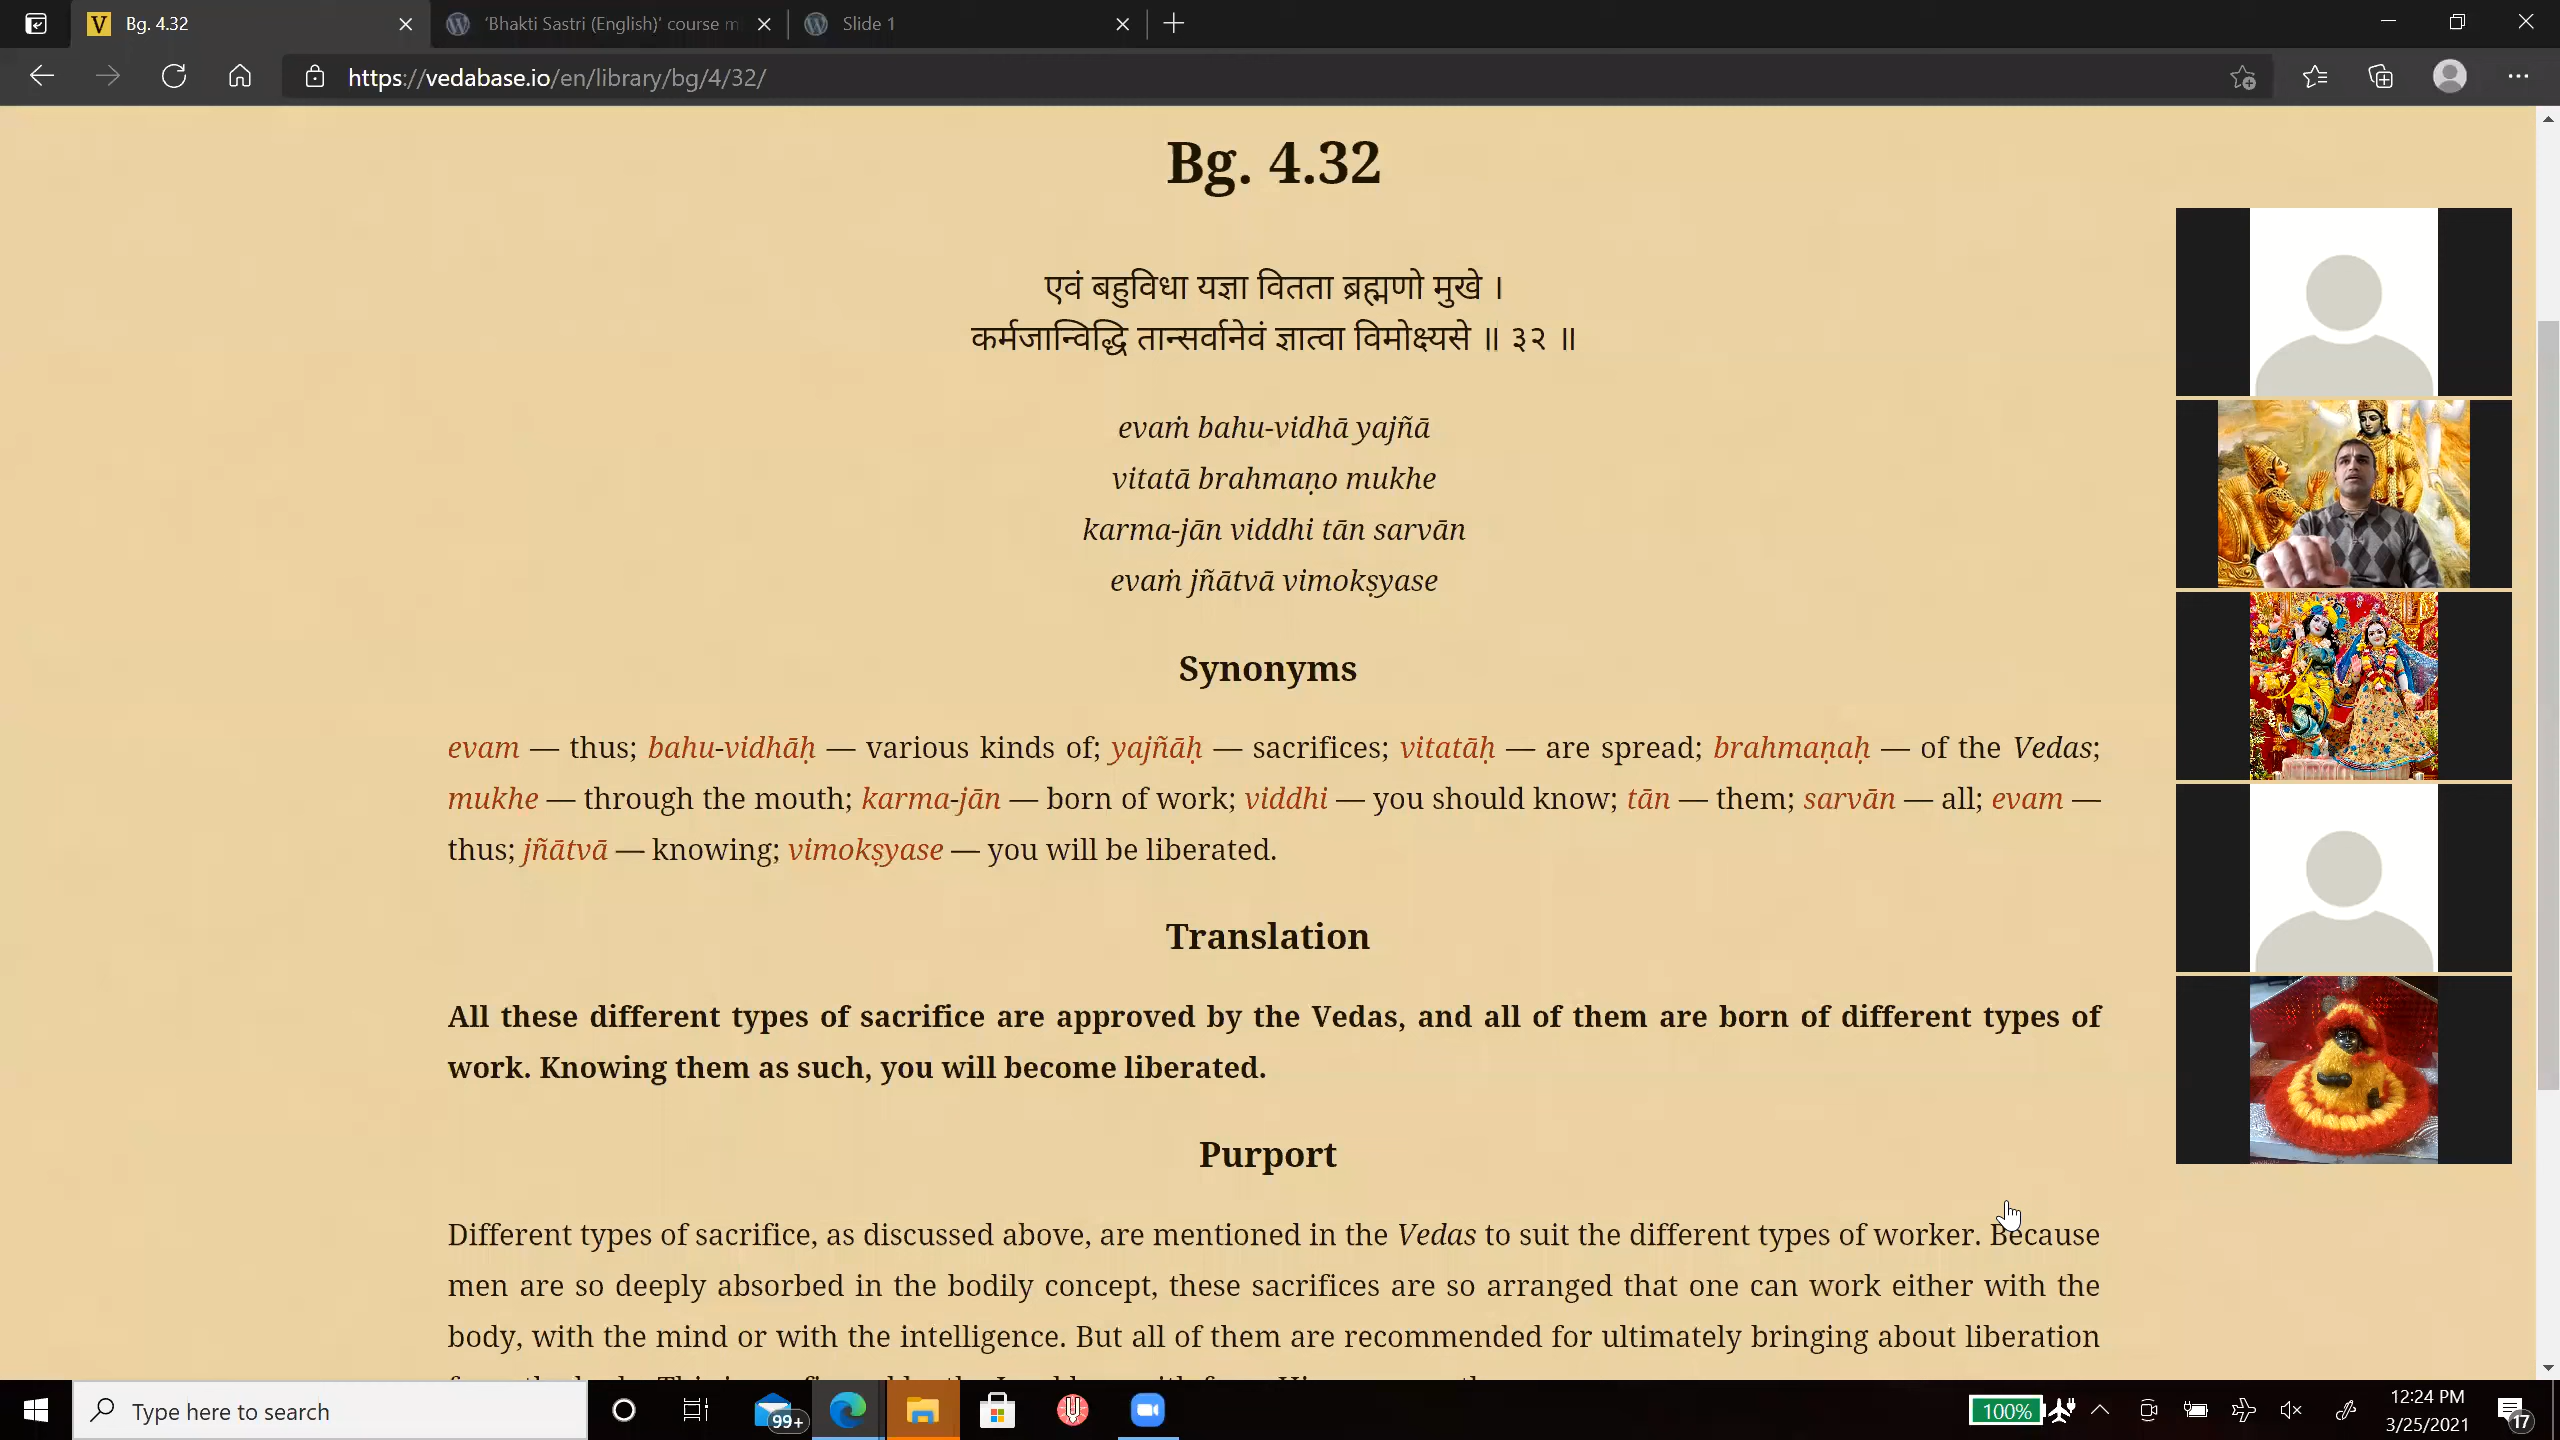 Bg. 4.32
'Bhakti Sastri (English)' course m
Slide 1
https://vedabase.io/en/library/bg/4/32/
Bg. 4.32
एवं बहुविधा यज्ञा वितता ब्रह्मणो मुखे ।
कर्मजान्विद्धि तान्सर्वानेवं ज्ञात्वा विमोक्ष्यसे ॥ ३२ ॥
evaṁ bahu-vidhā yajñā
vitatā brahmaṇo mukhe
karma-jān viddhi tān sarvān
evaṁ jñātvā vimokṣyase
Synonyms
evam — thus; bahu-vidhāḥ — various kinds of; yajñāḥ — sacrifices; vitatāḥ — are spread; brahmaṇaḥ — of the Vedas;
mukhe — through the mouth; karma-jān — born of work; viddhi — you should know; tān — them; sarvān — all; evam —
thus; jñātvā — knowing; vimokṣyase — you will be liberated.
Translation
All these different types of sacrifice are approved by the Vedas, and all of them are born of different types of
work. Knowing them as such, you will become liberated.
Purport
Different types of sacrifice, as discussed above, are mentioned in the Vedas to suit the different types of worker. Because
men are so deeply absorbed in the bodily concept, these sacrifices are so arranged that one can work either with the
body, with the mind or with the intelligence. But all of them are recommended for ultimately bringing about liberation
Type here to search
99+
100%
12:24 PM
3/25/2021
17